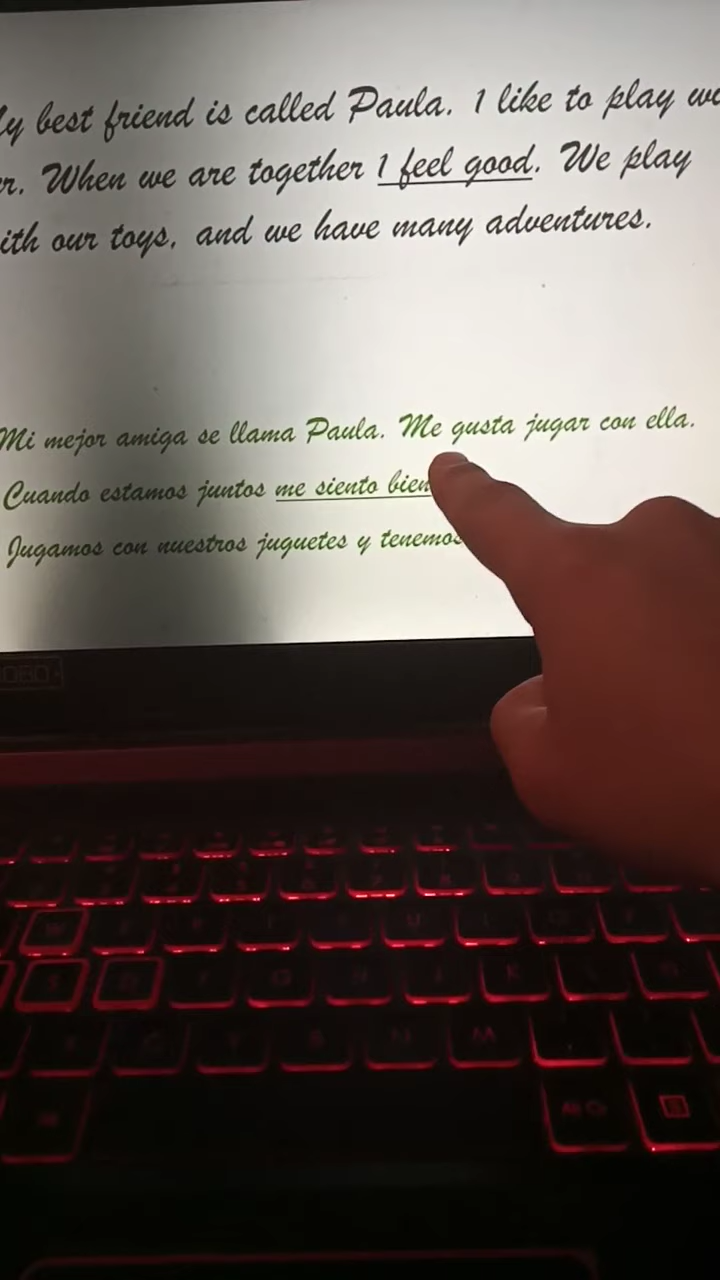 y best friend is called Paula. I like to play
When we are together I feel good. We play
ith our toys, and we have many adventures.
Mi mejor amiga se llama Paula. Me gusta jugar con ella.
Cuando estamos juntos me siento bien
Jugamos con nuestros juguetes y tenemos